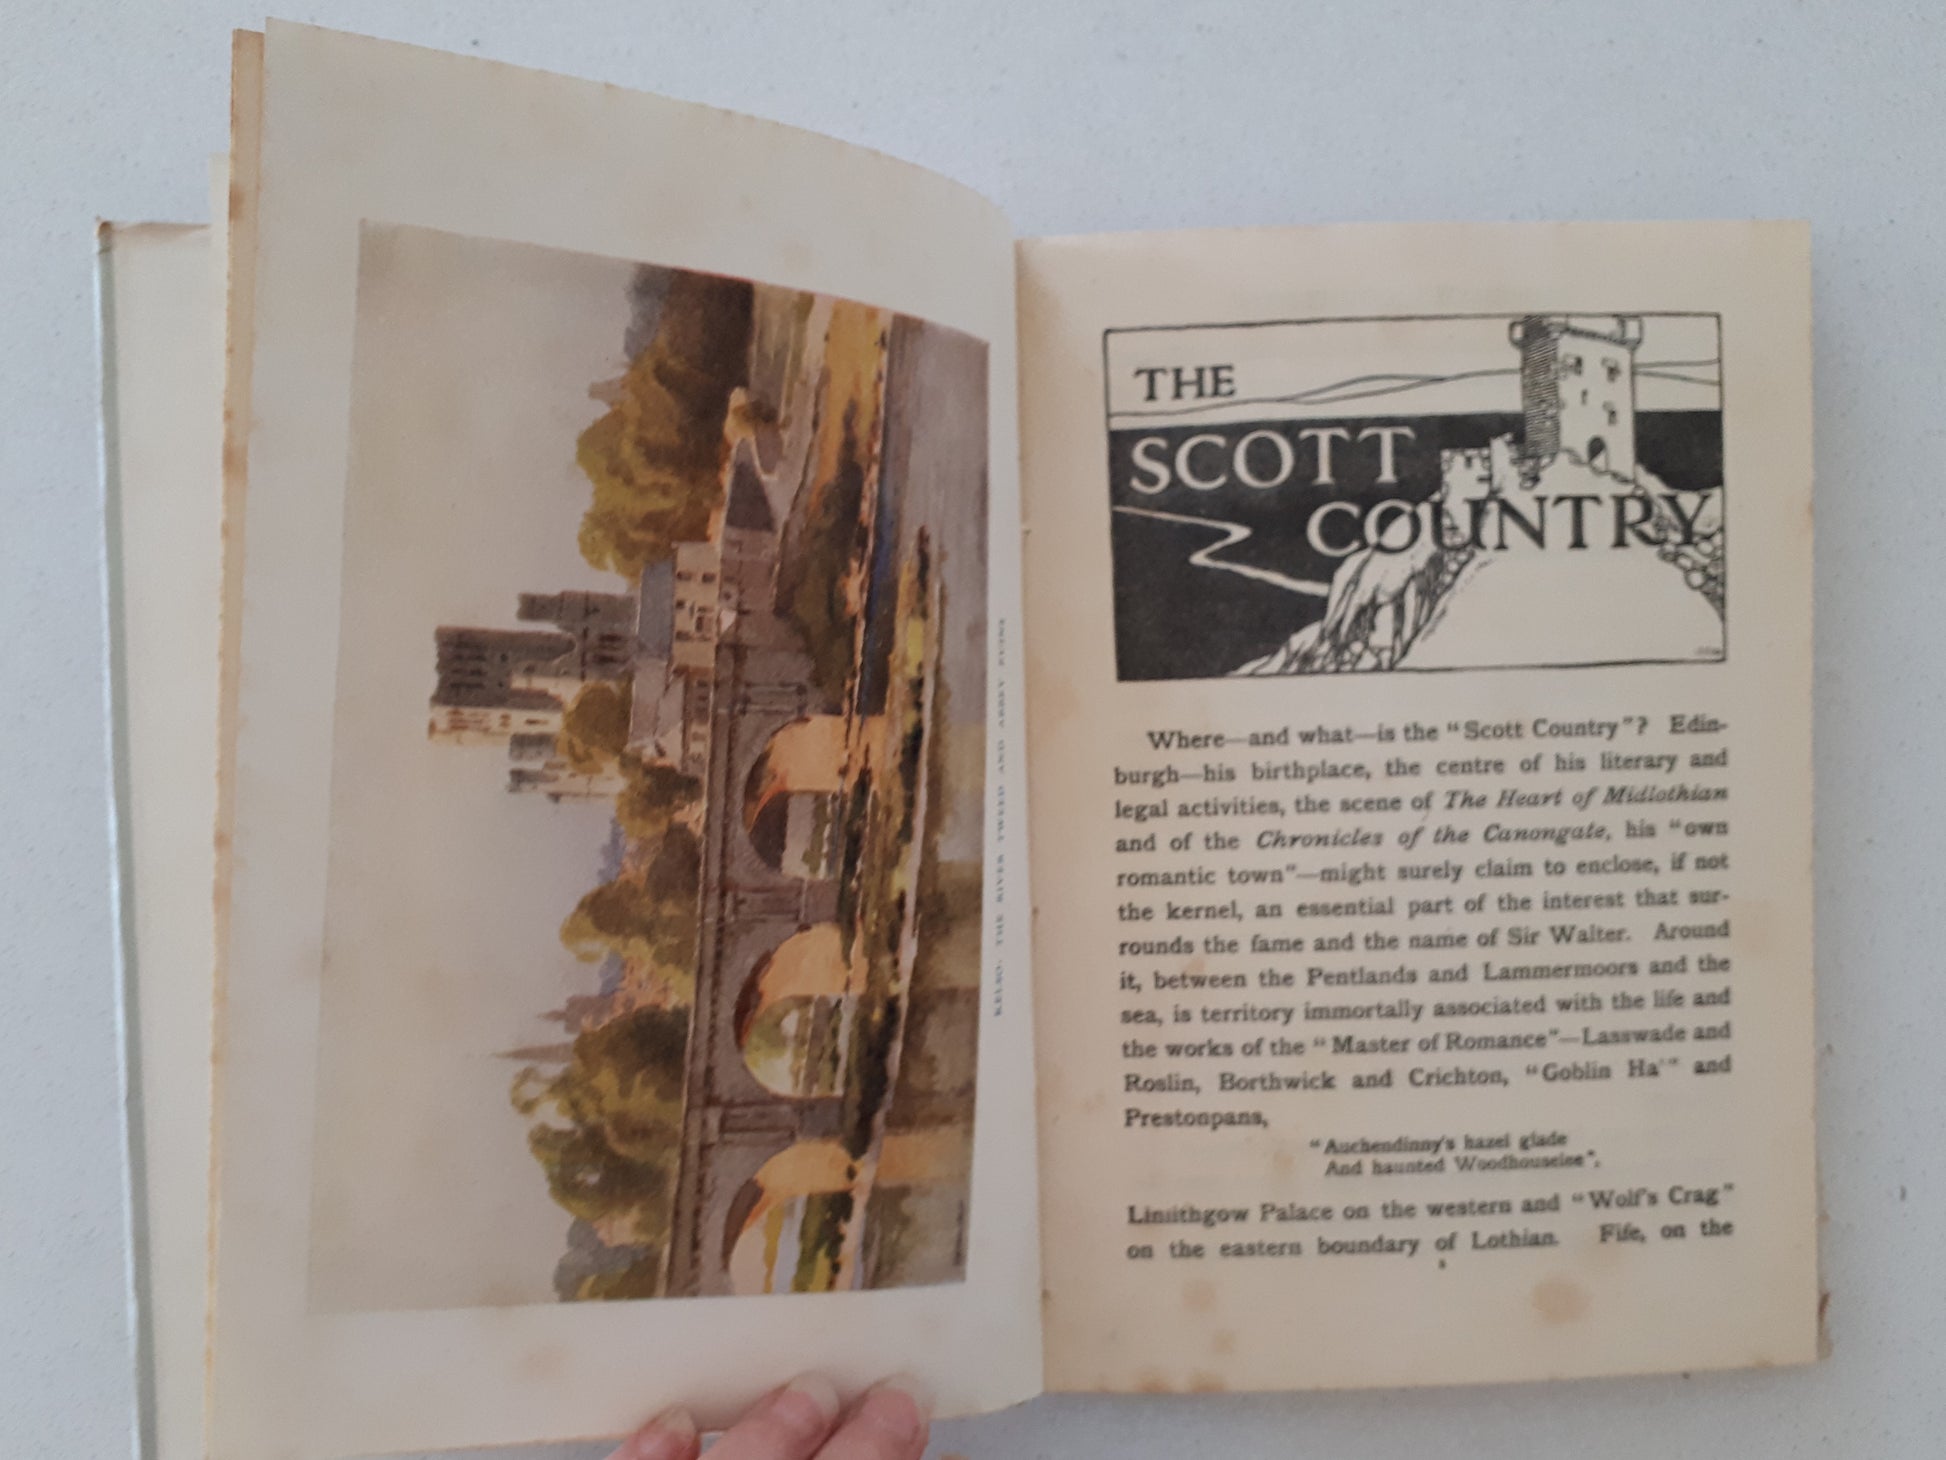 KELSO, THE RIVER TWEED AND ABBEY RUINS
THE
SCOTT
COUNTRY
Where—and what—is the "Scott Country"? Edin-
burgh—his birthplace, the centre of his literary and
legal activities, the scene of The Heart of Midlothian
and of the Chronicles of the Canongate, his "own
romantic town"—might surely claim to enclose, if not
the kernel, an essential part of the interest that sur-
rounds the fame and the name of Sir Walter. Around
it, between the Pentlands and Lammermoors and the
sea, is territory immortally associated with the life and
the works of the "Master of Romance"—Lasswade and
Roslin, Borthwick and Crichton, "Goblin Ha'" and
Prestonpans,
"Auchendinny's hazel glade
And haunted Woodhouselee",
Linlithgow Palace on the western and "Wolf's Crag"
on the eastern boundary of Lothian. Fife, on the